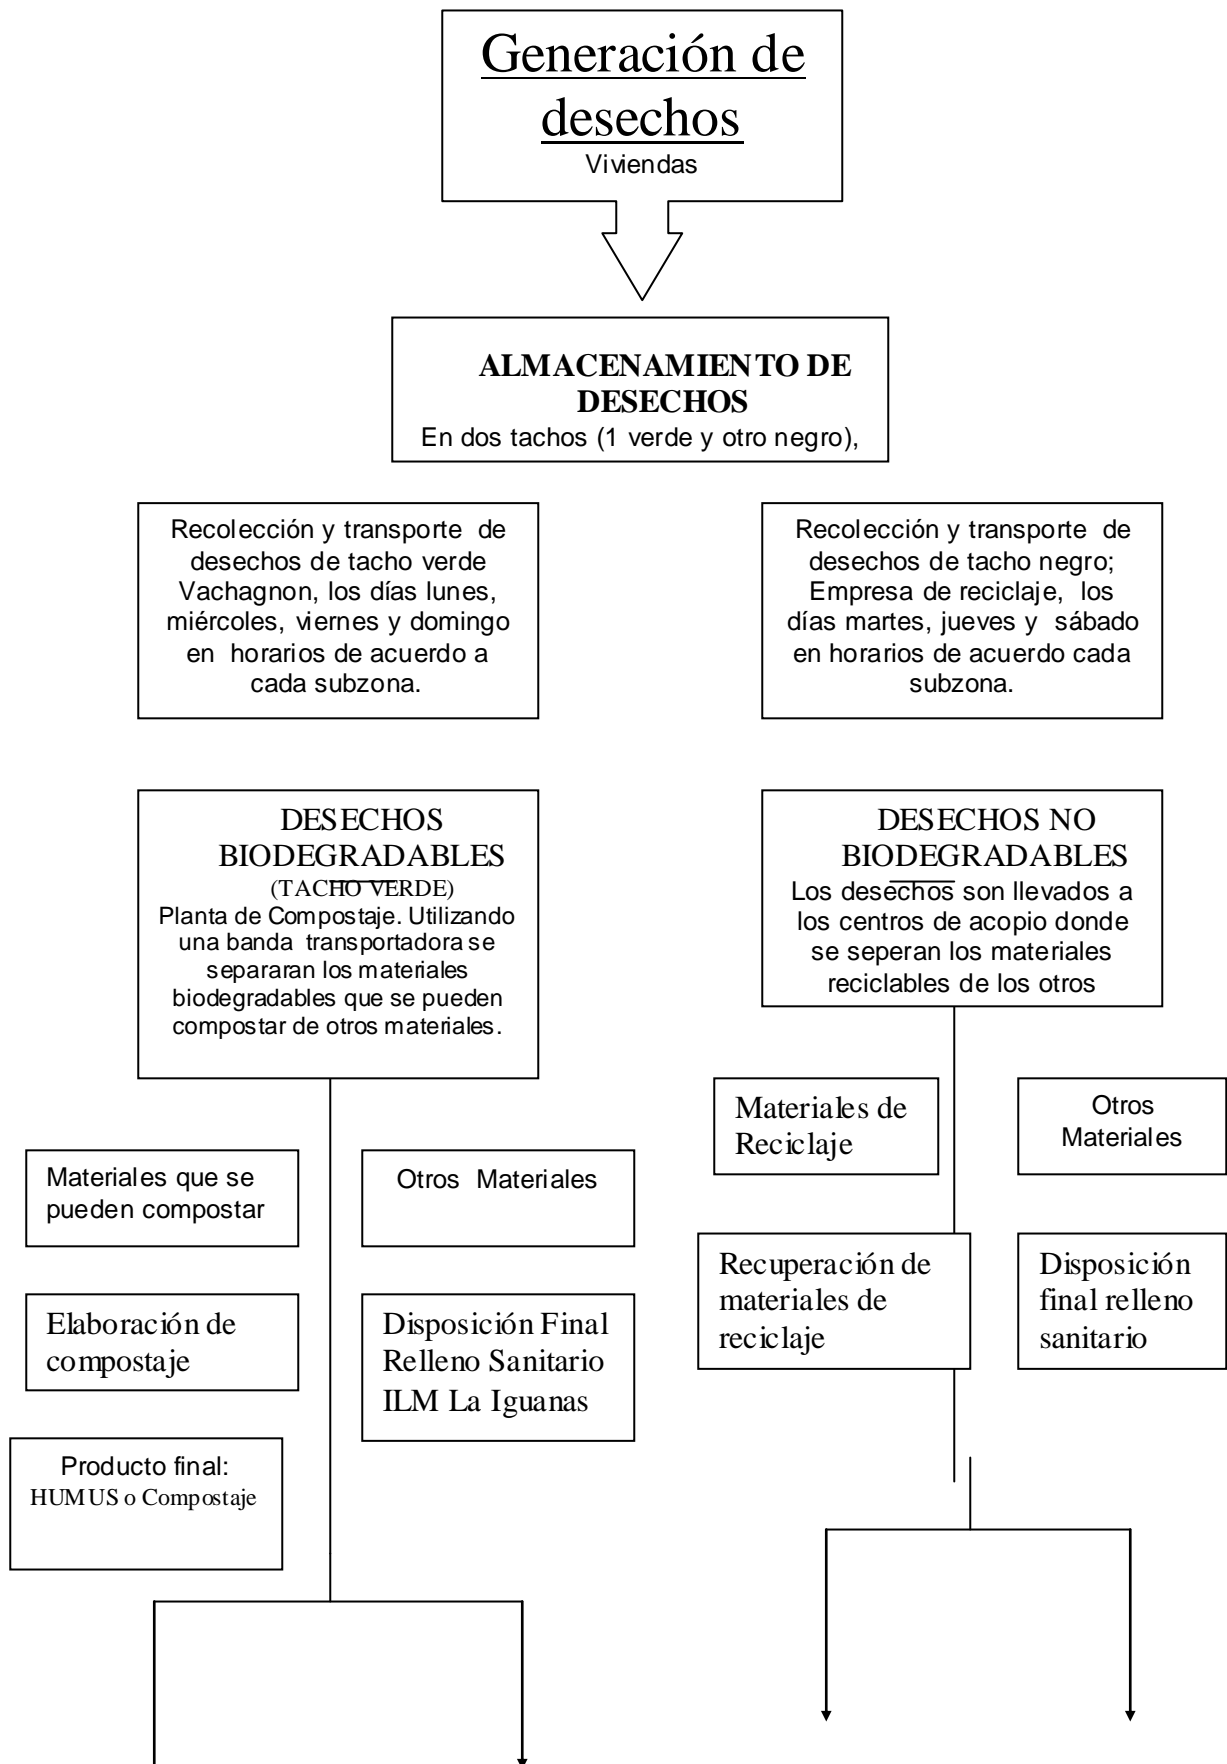 Generación de
desechos
Viviendas
ALMACENAMIENTO DE
DESECHOS
En dos tachos (1 verde y otro negro),
Recolección y transporte de
desechos de tacho verde
Vachagnon, los días lunes,
miércoles, viernes y domingo
en horarios de acuerdo a
cada subzona.
Recolección y transporte de
desechos de tacho negro;
Empresa de reciclaje, los
días martes, jueves y sábado
en horarios de acuerdo cada
subzona.
DESECHOS
BIODEGRADABLES
(TACHO VERDE)
Planta de Compostaje. Utilizando
una banda transportadora se
separaran los materiales
biodegradables que se pueden
compostar de otros materiales.
DESECHOS NO
BIODEGRADABLES
Los desechos son llevados a
los centros de acopio donde
se seperan los materiales
reciclables de los otros
Materiales de
Reciclaje
Otros
Materiales
Materiales que se
pueden compostar
Otros Materiales
Recuperación de
materiales de
reciclaje
Disposición
final relleno
sanitario
Elaboración de
compostaje
Disposición Final
Relleno Sanitario
ILM La Iguanas
Producto final:
HUMUS o Compostaje